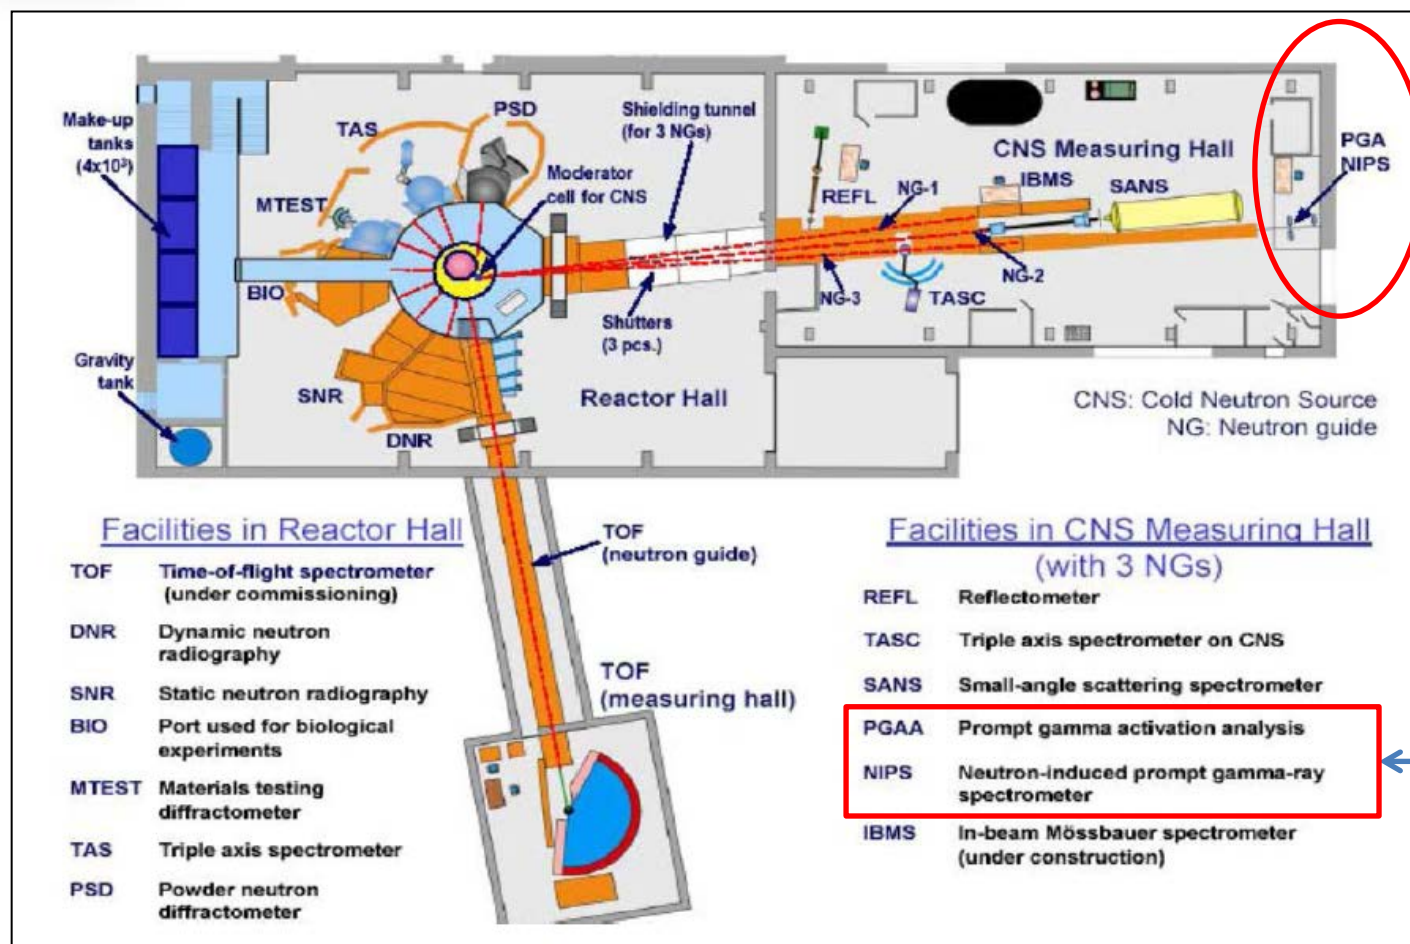 Make-up
tanks
(4x10³)
TAS
PSD
Shielding tunnel
(for 3 NGs)
Moderator
cell for CNS
MTEST
BIO
Shutters
(3 pcs.)
Gravity
tank
SNR
DNR
Reactor Hall
CNS Measuring Hall
REFL
NG-1
IBMS
SANS
PGA
NIPS
NG-2
NG-3
TASC
CNS: Cold Neutron Source
NG: Neutron guide
TOF
(neutron guide)
TOF
(measuring hall)
Facilities in Reactor Hall
TOF Time-of-flight spectrometer
(under commissioning)
DNR Dynamic neutron
radiography
SNR Static neutron radiography
BIO Port used for biological
experiments
MTEST Materials testing
diffractometer
TAS Triple axis spectrometer
PSD Powder neutron
diffractometer
Facilities in CNS Measuring Hall
(with 3 NGs)
REFL Reflectometer
TASC Triple axis spectrometer on CNS
SANS Small-angle scattering spectrometer
PGAA Prompt gamma activation analysis
NIPS Neutron-induced prompt gamma-ray
spectrometer
IBMS In-beam Mössbauer spectrometer
(under construction)